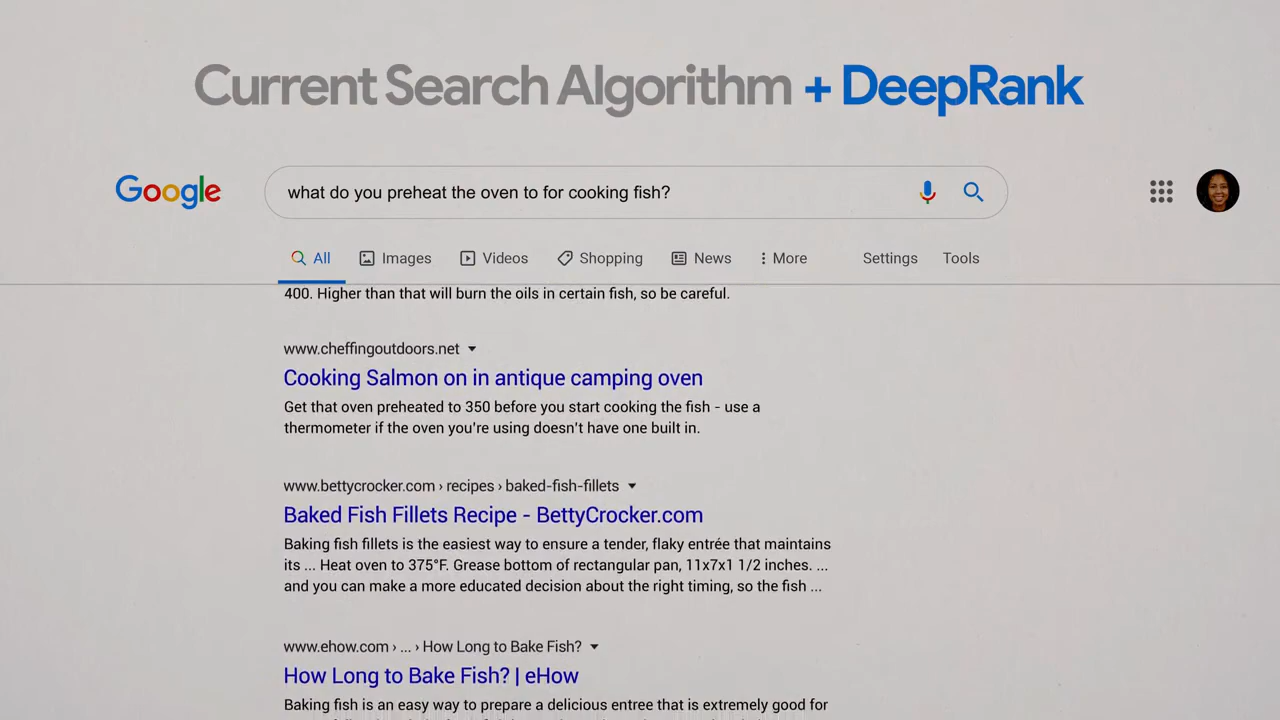 Current Search Algorithm + DeepRank
Google
what do you preheat the oven to for cooking fish?
All Images Videos Shopping News More Settings Tools
400. Higher than that will burn the oils in certain fish, so be careful.
www.cheffingoutdoors.net
Cooking Salmon on in antique camping oven
Get that oven preheated to 350 before you start cooking the fish - use a
thermometer if the oven you're using doesn't have one built in.
www.bettycrocker.com › recipes › baked-fish-fillets
Baked Fish Fillets Recipe - BettyCrocker.com
Baking fish fillets is the easiest way to ensure a tender, flaky entrée that maintains
its ... Heat oven to 375°F. Grease bottom of rectangular pan, 11x7x1 1/2 inches. ...
and you can make a more educated decision about the right timing, so the fish ...
www.ehow.com › ... › How Long to Bake Fish?
How Long to Bake Fish? | eHow
Baking fish is an easy way to prepare a delicious entree that is extremely good for